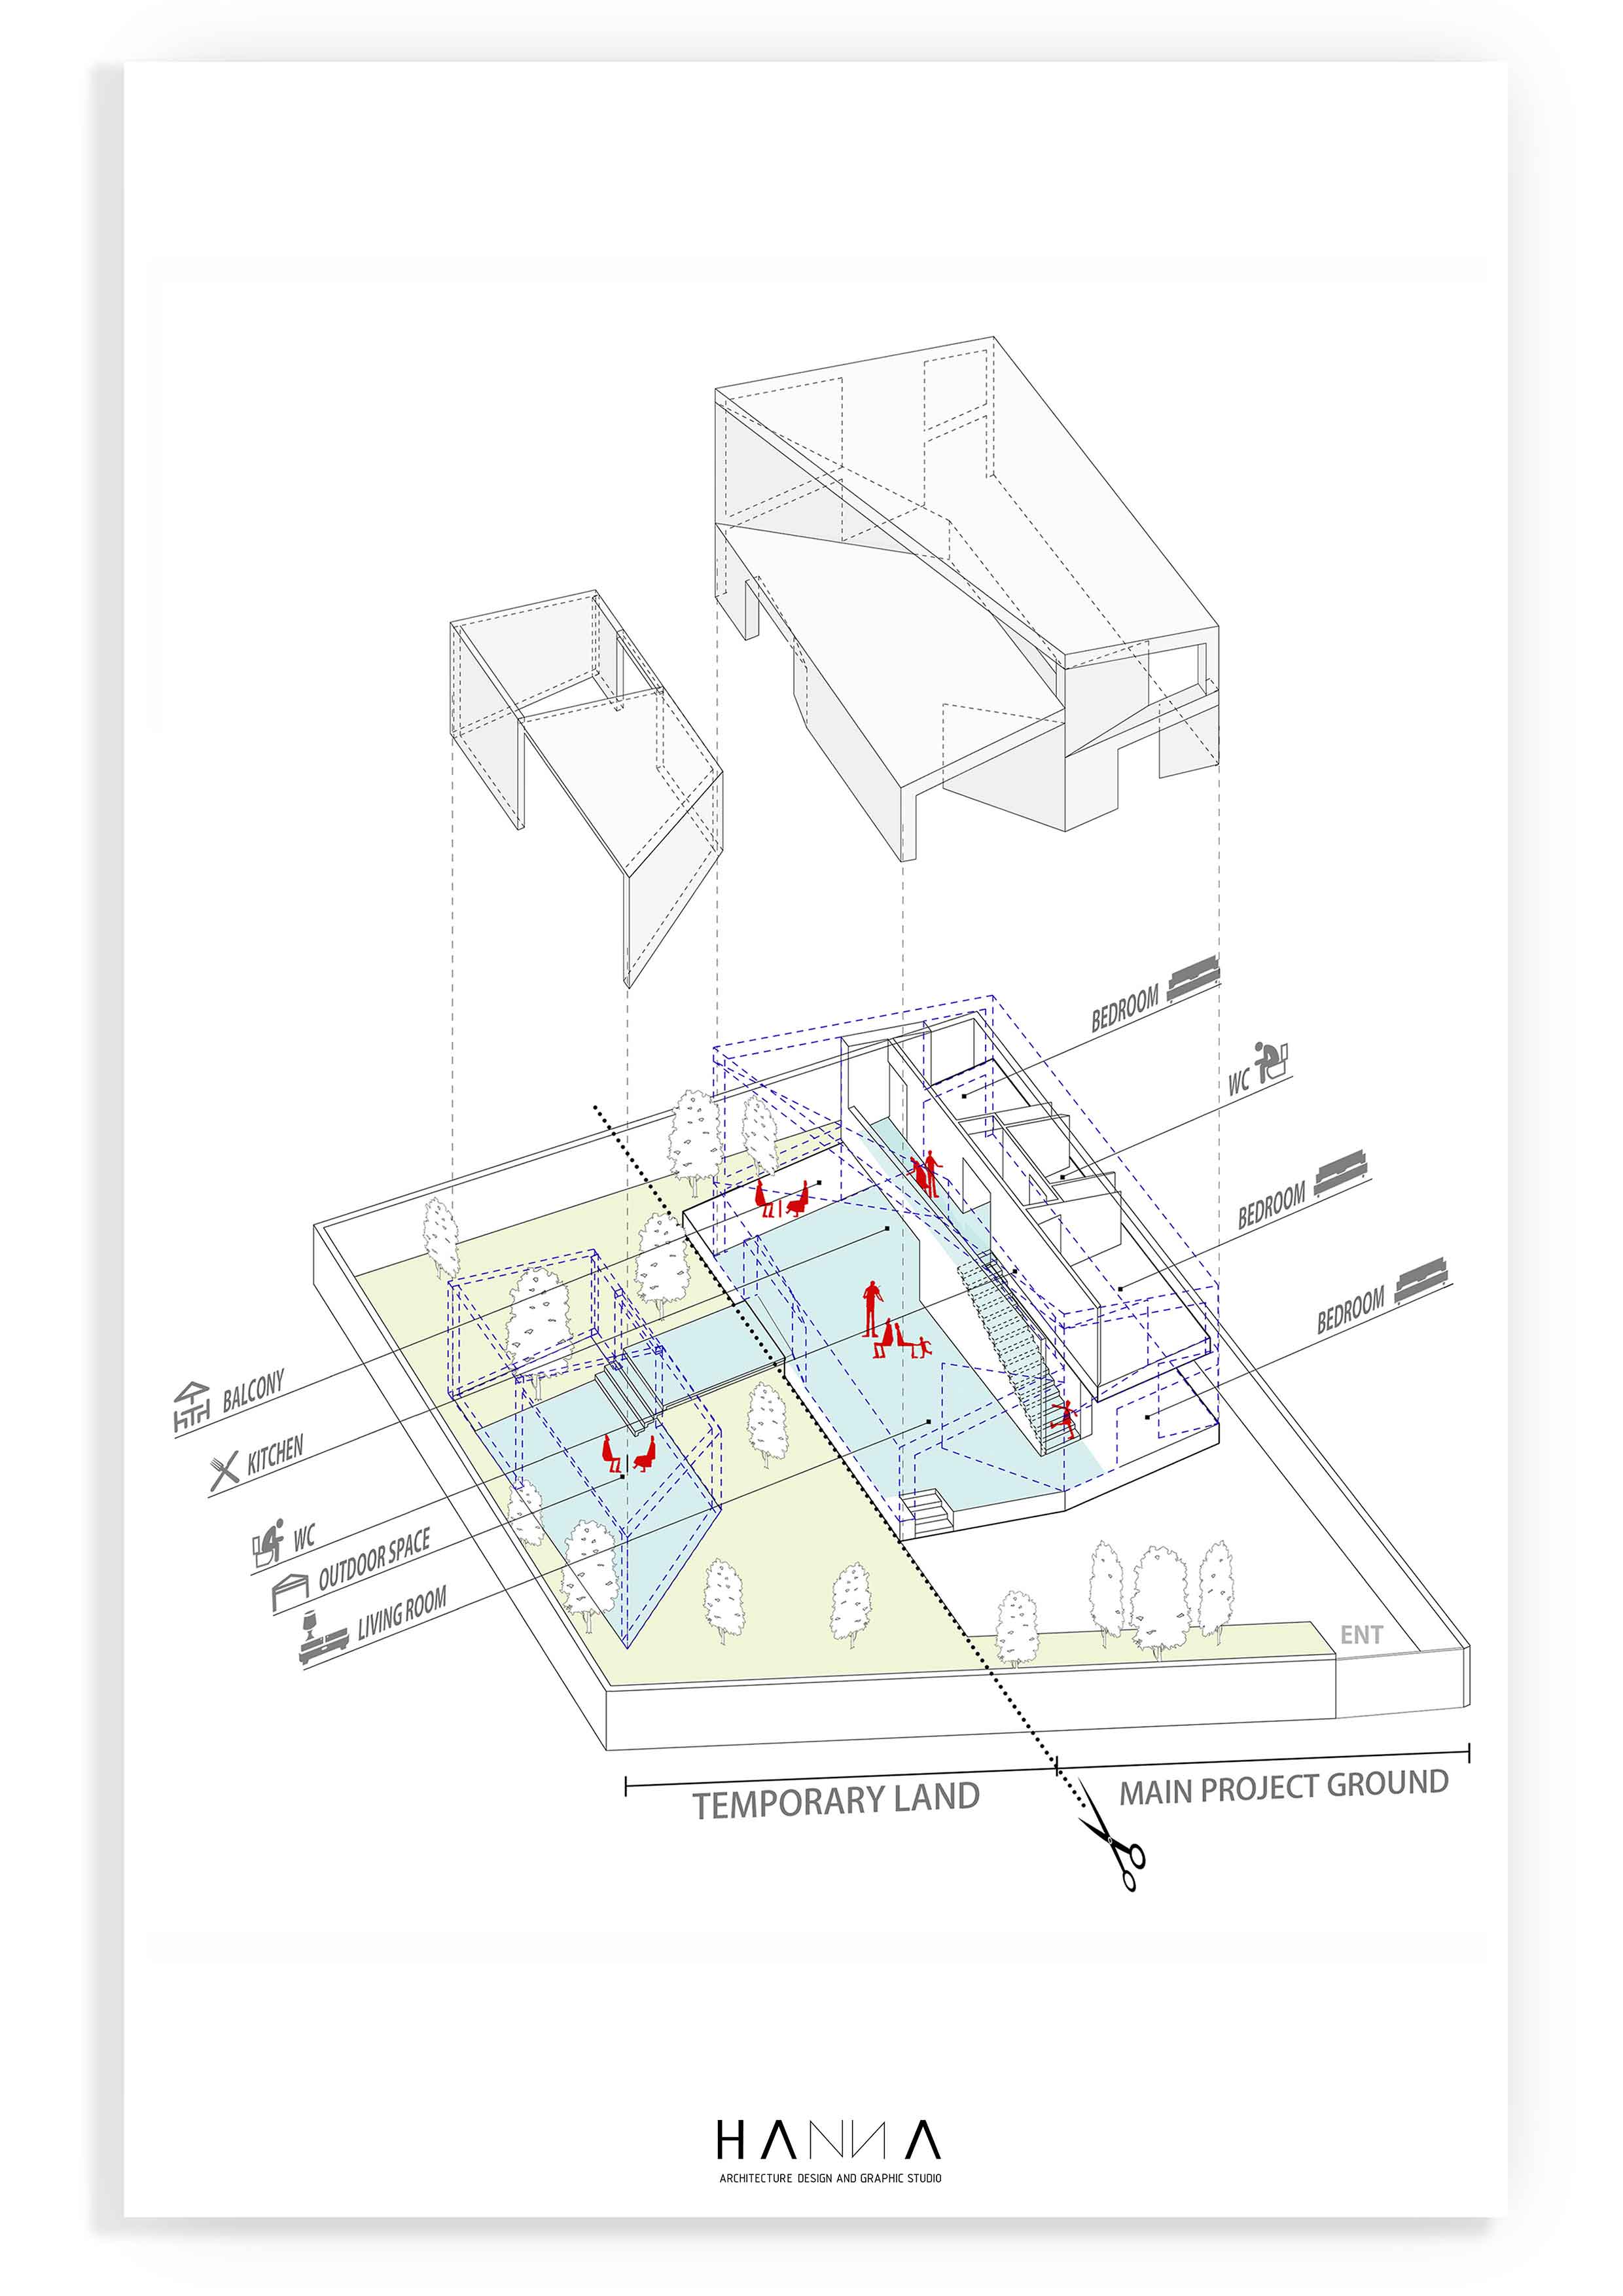 BEDROOM
WC
BEDROOM
BEDROOM
BALCONY
KITCHEN
WC
OUTDOOR SPACE
LIVING ROOM
ENT
TEMPORARY LAND
MAIN PROJECT GROUND
HANNA
ARCHITECTURE DESIGN AND GRAPHIC STUDIO